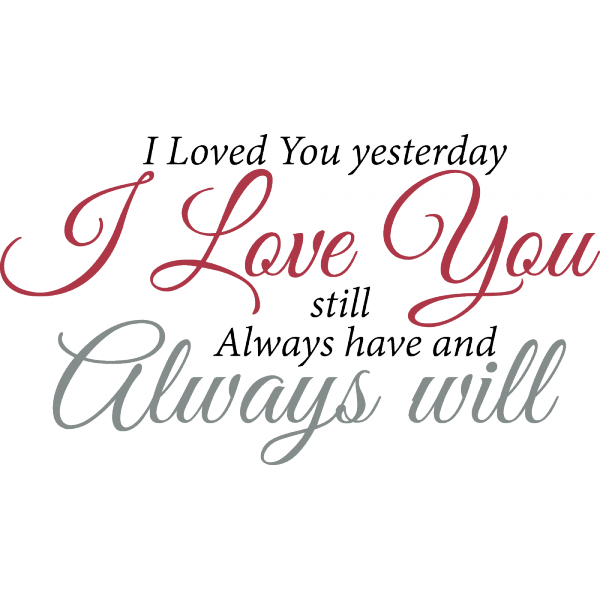 I Loved You yesterday
I Love You
still
Always have and
Always will